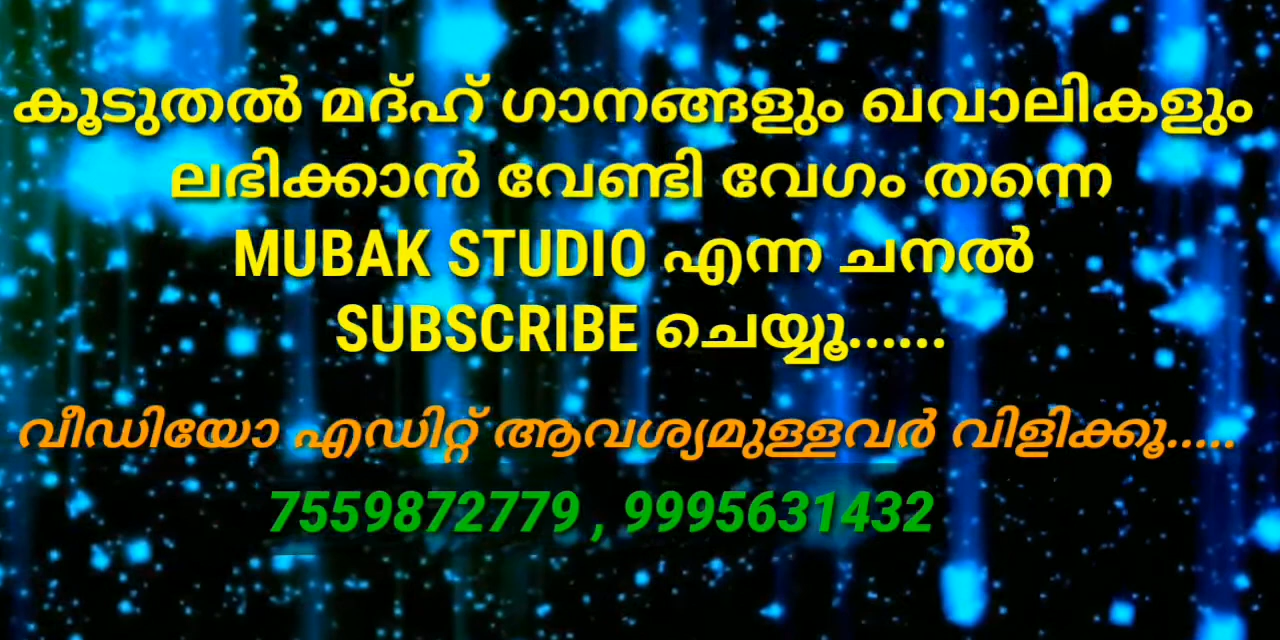 കൂടുതൽ മദ്ഹ് ഗാനങ്ങളും ഖവാലികളും
ലഭിക്കാൻ വേണ്ടി വേഗം തന്നെ
MUBAK STUDIO എന്ന ചനൽ
SUBSCRIBE ചെയ്യൂ......
വീഡിയോ എഡിറ്റ് ആവശ്യമുള്ളവർ വിളിക്കൂ.....
7559872779 , 9995631432